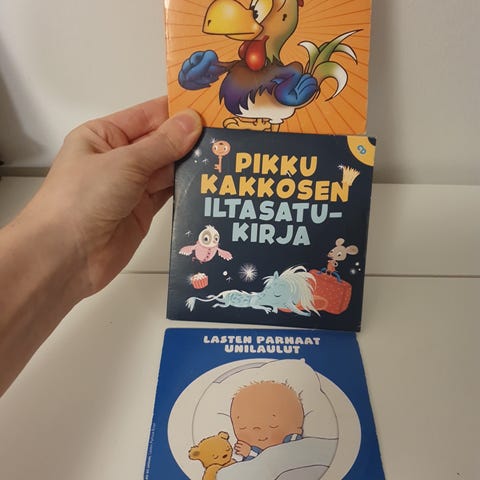 PIKKU
KAKKOSEN
ILTASATU-
KIRJA
LASTEN PARHAAT
UNILAULUT